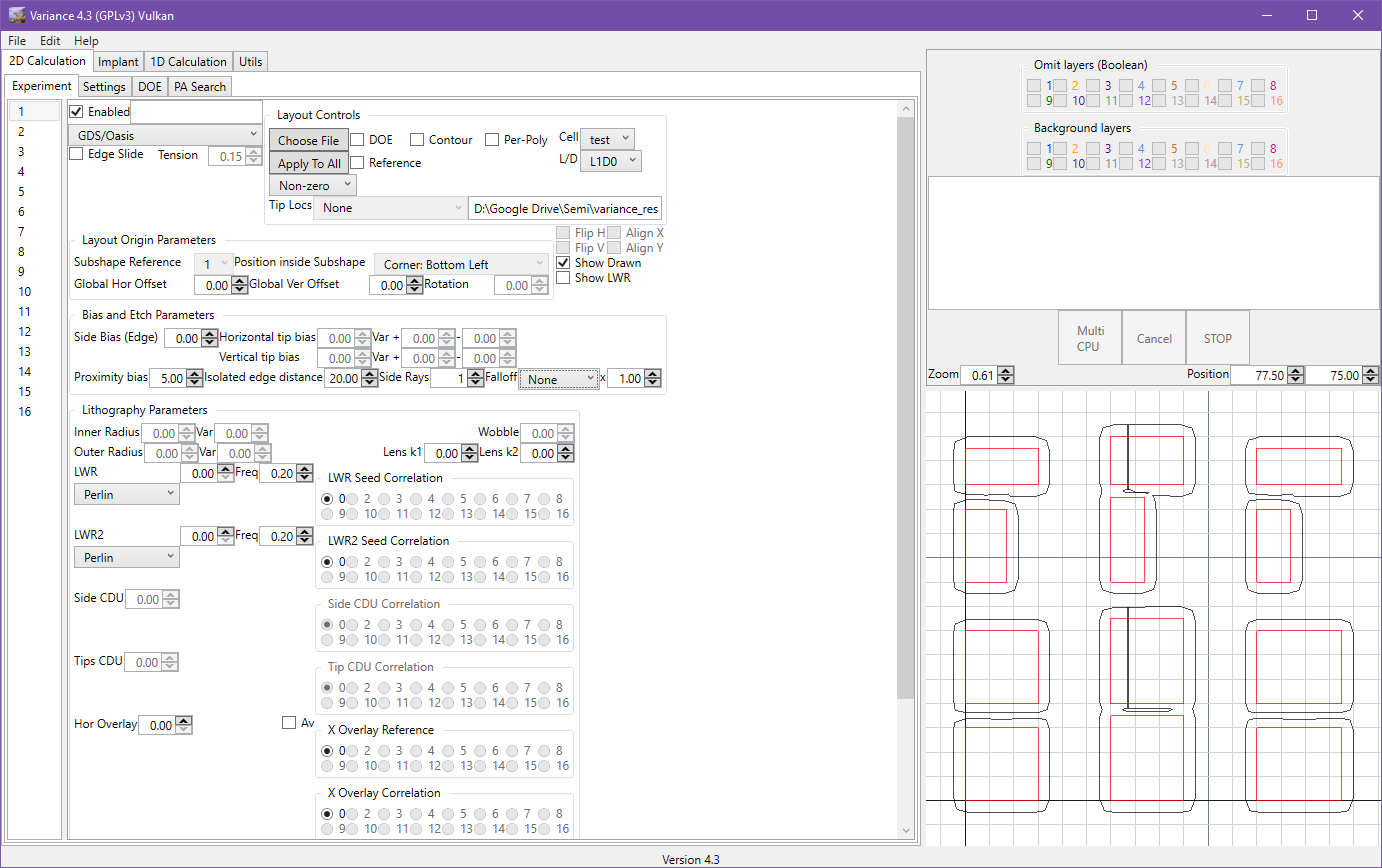 Variance 4.3 (GPLv3) Vulkan
File Edit Help
2D Calculation Implant 1D Calculation Utils
Experiment Settings DOE PA Search
1
2
3
4
5
6
7
8
9
10
11
12
13
14
15
16
Enabled
GDS/Oasis
Edge Slide Tension 0.15
Layout Controls
Choose File DOE Contour Per-Poly Cell test
Apply To All Reference L/D L1D0
Non-zero
Tip Locs None D:\Google Drive\Semi\variance_res
Layout Origin Parameters
Subshape Reference 1 Position inside Subshape Corner: Bottom Left
Global Hor Offset 0.00 Global Ver Offset 0.00 Rotation 0.00
Flip H Align X
Flip V Align Y
Show Drawn
Show LWR
Bias and Etch Parameters
Side Bias (Edge) 0.00 Horizontal tip bias 0.00 Var + 0.00 - 0.00
Vertical tip bias 0.00 Var + 0.00 - 0.00
Proximity bias 5.00 Isolated edge distance 20.00 Side Rays 1 Falloff None x 1.00
Lithography Parameters
Inner Radius 0.00 Var 0.00 Wobble 0.00
Outer Radius 0.00 Var 0.00 Lens k1 0.00 Lens k2 0.00
LWR 0.00 Freq 0.20
Perlin
LWR Seed Correlation
0 2 3 4 5 6 7 8
9 10 11 12 13 14 15 16
LWR2 0.00 Freq 0.20
Perlin
LWR2 Seed Correlation
0 2 3 4 5 6 7 8
9 10 11 12 13 14 15 16
Side CDU 0.00
Side CDU Correlation
0 2 3 4 5 6 7 8
9 10 11 12 13 14 15 16
Tips CDU 0.00
Tip CDU Correlation
0 2 3 4 5 6 7 8
9 10 11 12 13 14 15 16
Hor Overlay 0.00 Av
X Overlay Reference
0 2 3 4 5 6 7 8
9 10 11 12 13 14 15 16
X Overlay Correlation
0 2 3 4 5 6 7 8
9 10 11 12 13 14 15 16
Omit layers (Boolean)
1 2 3 4 5 6 7 8
9 10 11 12 13 14 15 16
Background layers
1 2 3 4 5 6 7 8
9 10 11 12 13 14 15 16
Multi
CPU
Cancel
STOP
Zoom 0.61 Position 77.50 75.00
Version 4.3